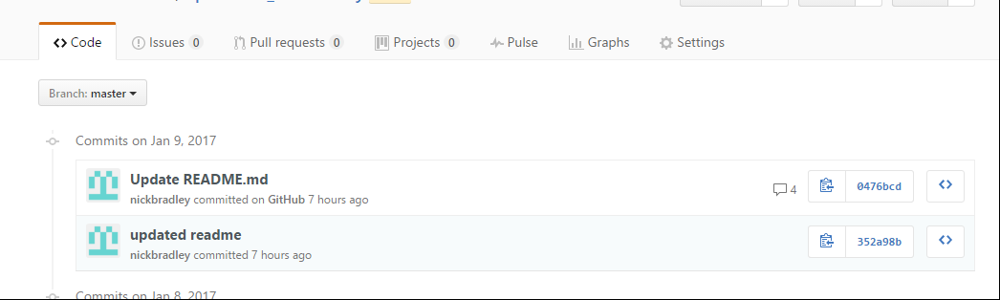 Code Issues 0 Pull requests 0 Projects 0 Pulse Graphs Settings
Branch: master
Commits on Jan 9, 2017
Update README.md
4 0476bcd
nickbradley committed on GitHub 7 hours ago
updated readme
352a98b
nickbradley committed 7 hours ago
Commits on Jan 8, 2017